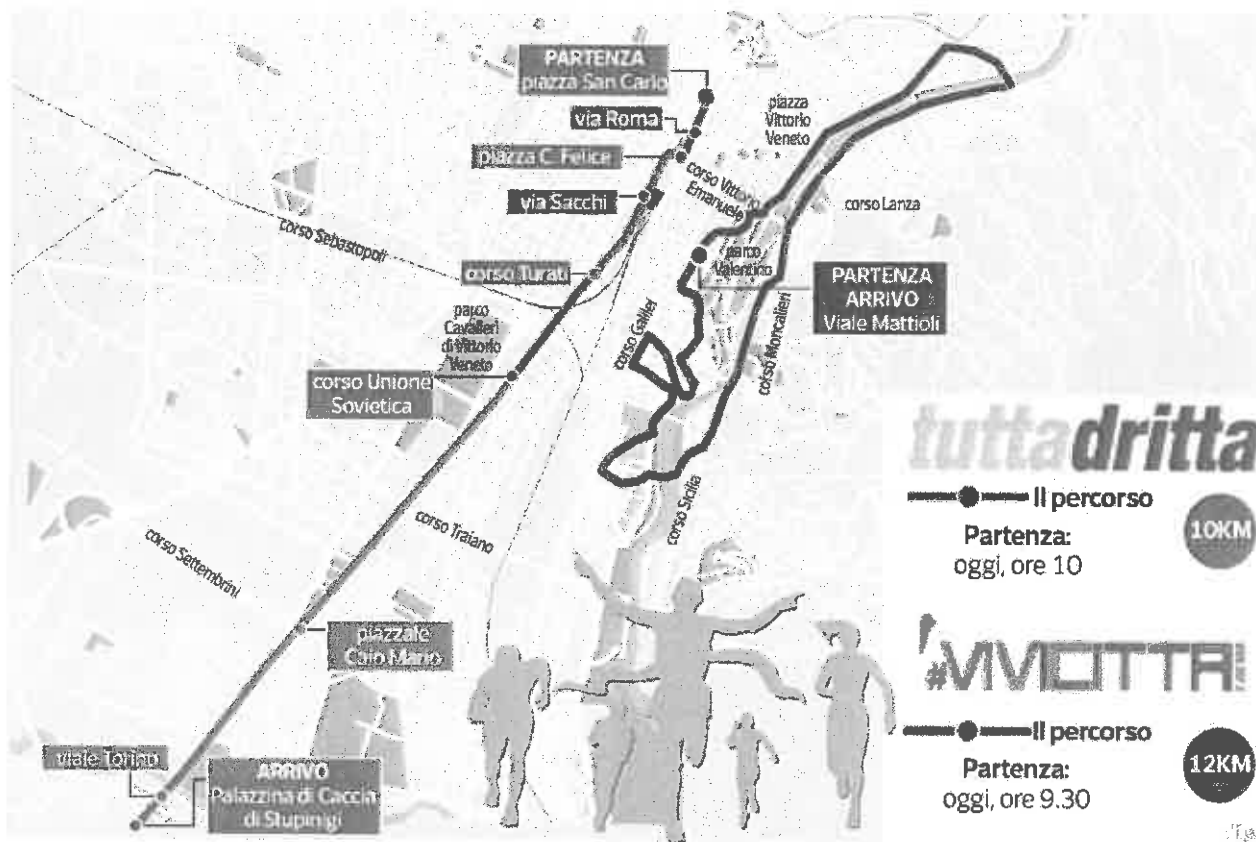 PARTENZA
piazza San Carlo
via Roma
piazza C. Felice
via Sacchi
corso Turati
parco
Cavalieri
di Vittorio
Veneto
corso Unione
Sovietica
corso Sebastopoli
corso Settembrini
corso Traiano
piazzale
Caio Mario
viale Torino
ARRIVO
Palazzina di Caccia
di Stupinigi
piazza
Vittorio
Veneto
corso Vittorio
Emanuele
corso Lanza
parco
Valentino
PARTENZA
ARRIVO
Viale Mattioli
corso Galilei
corso Moncalieri
corso Sicilia
tuttadritta
Il percorso
Partenza:
oggi, ore 10
10KM
#VIVICITTÀ
Il percorso
Partenza:
oggi, ore 9.30
12KM